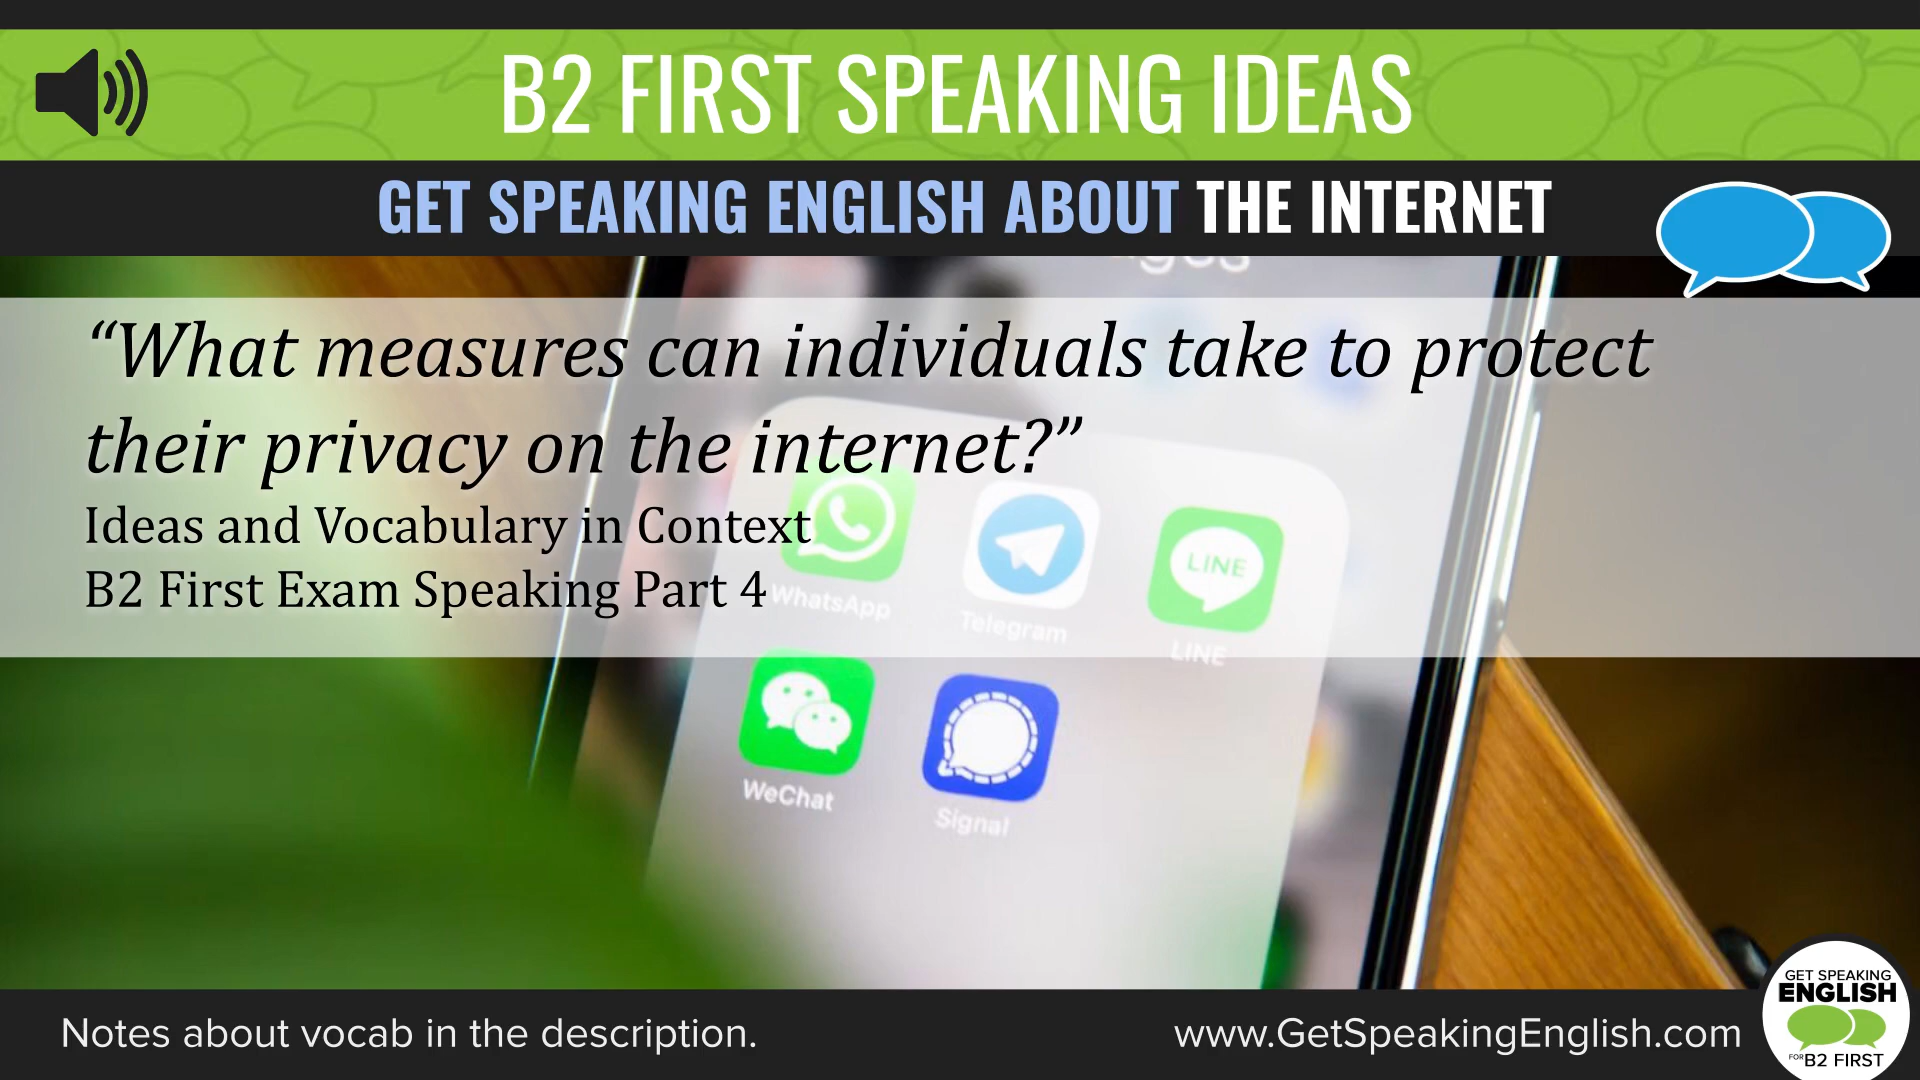 B2 FIRST SPEAKING IDEAS
GET SPEAKING ENGLISH ABOUT THE INTERNET
“What measures can individuals take to protect
their privacy on the internet?”
Ideas and Vocabulary in Context
B2 First Exam Speaking Part 4
WhatsApp
Telegram
LINE
LINE
WeChat
Signal
Notes about vocab in the description.
www.GetSpeakingEnglish.com
GET SPEAKING
ENGLISH
FOR B2 FIRST